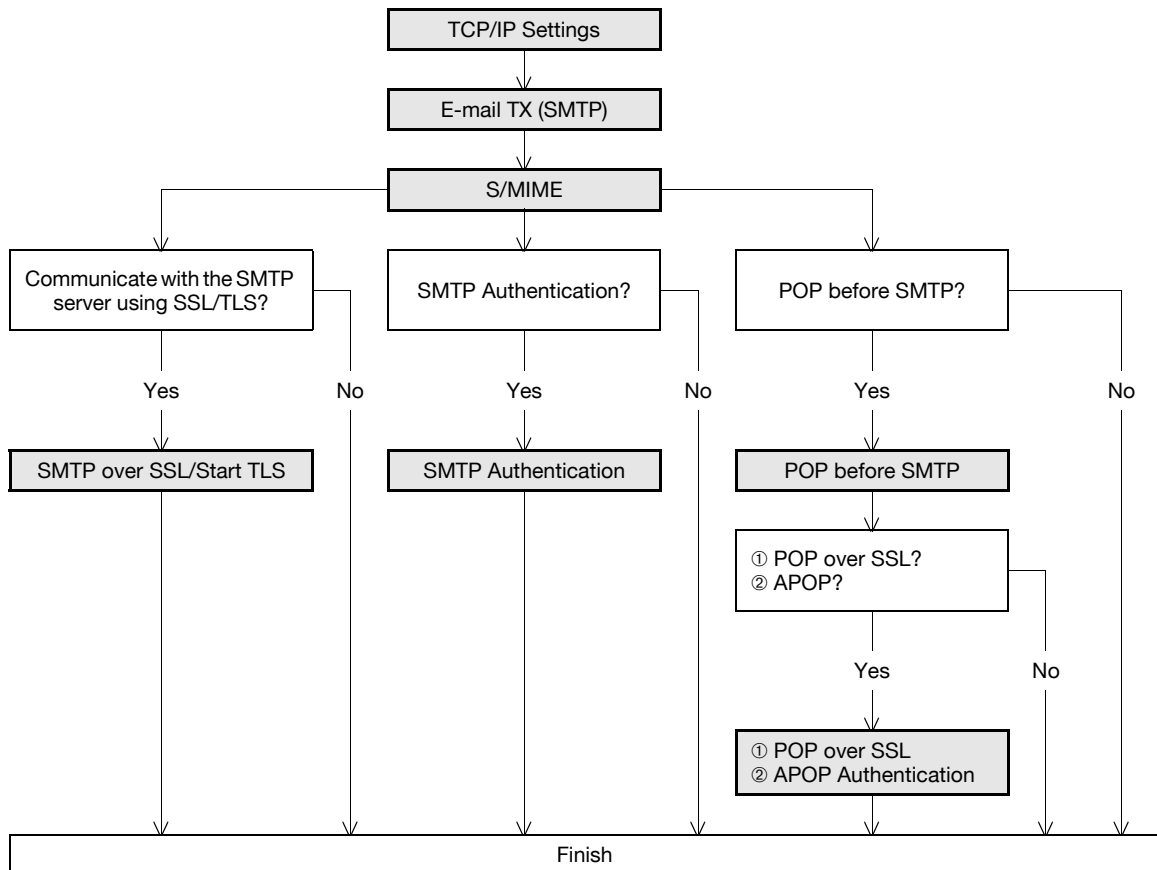 TCP/IP Settings
E-mail TX (SMTP)
S/MIME
Communicate with the SMTP
server using SSL/TLS?
SMTP Authentication?
POP before SMTP?
Yes
No
Yes
No
Yes
No
SMTP over SSL/Start TLS
SMTP Authentication
POP before SMTP
① POP over SSL?
② APOP?
Yes
No
① POP over SSL
② APOP Authentication
Finish